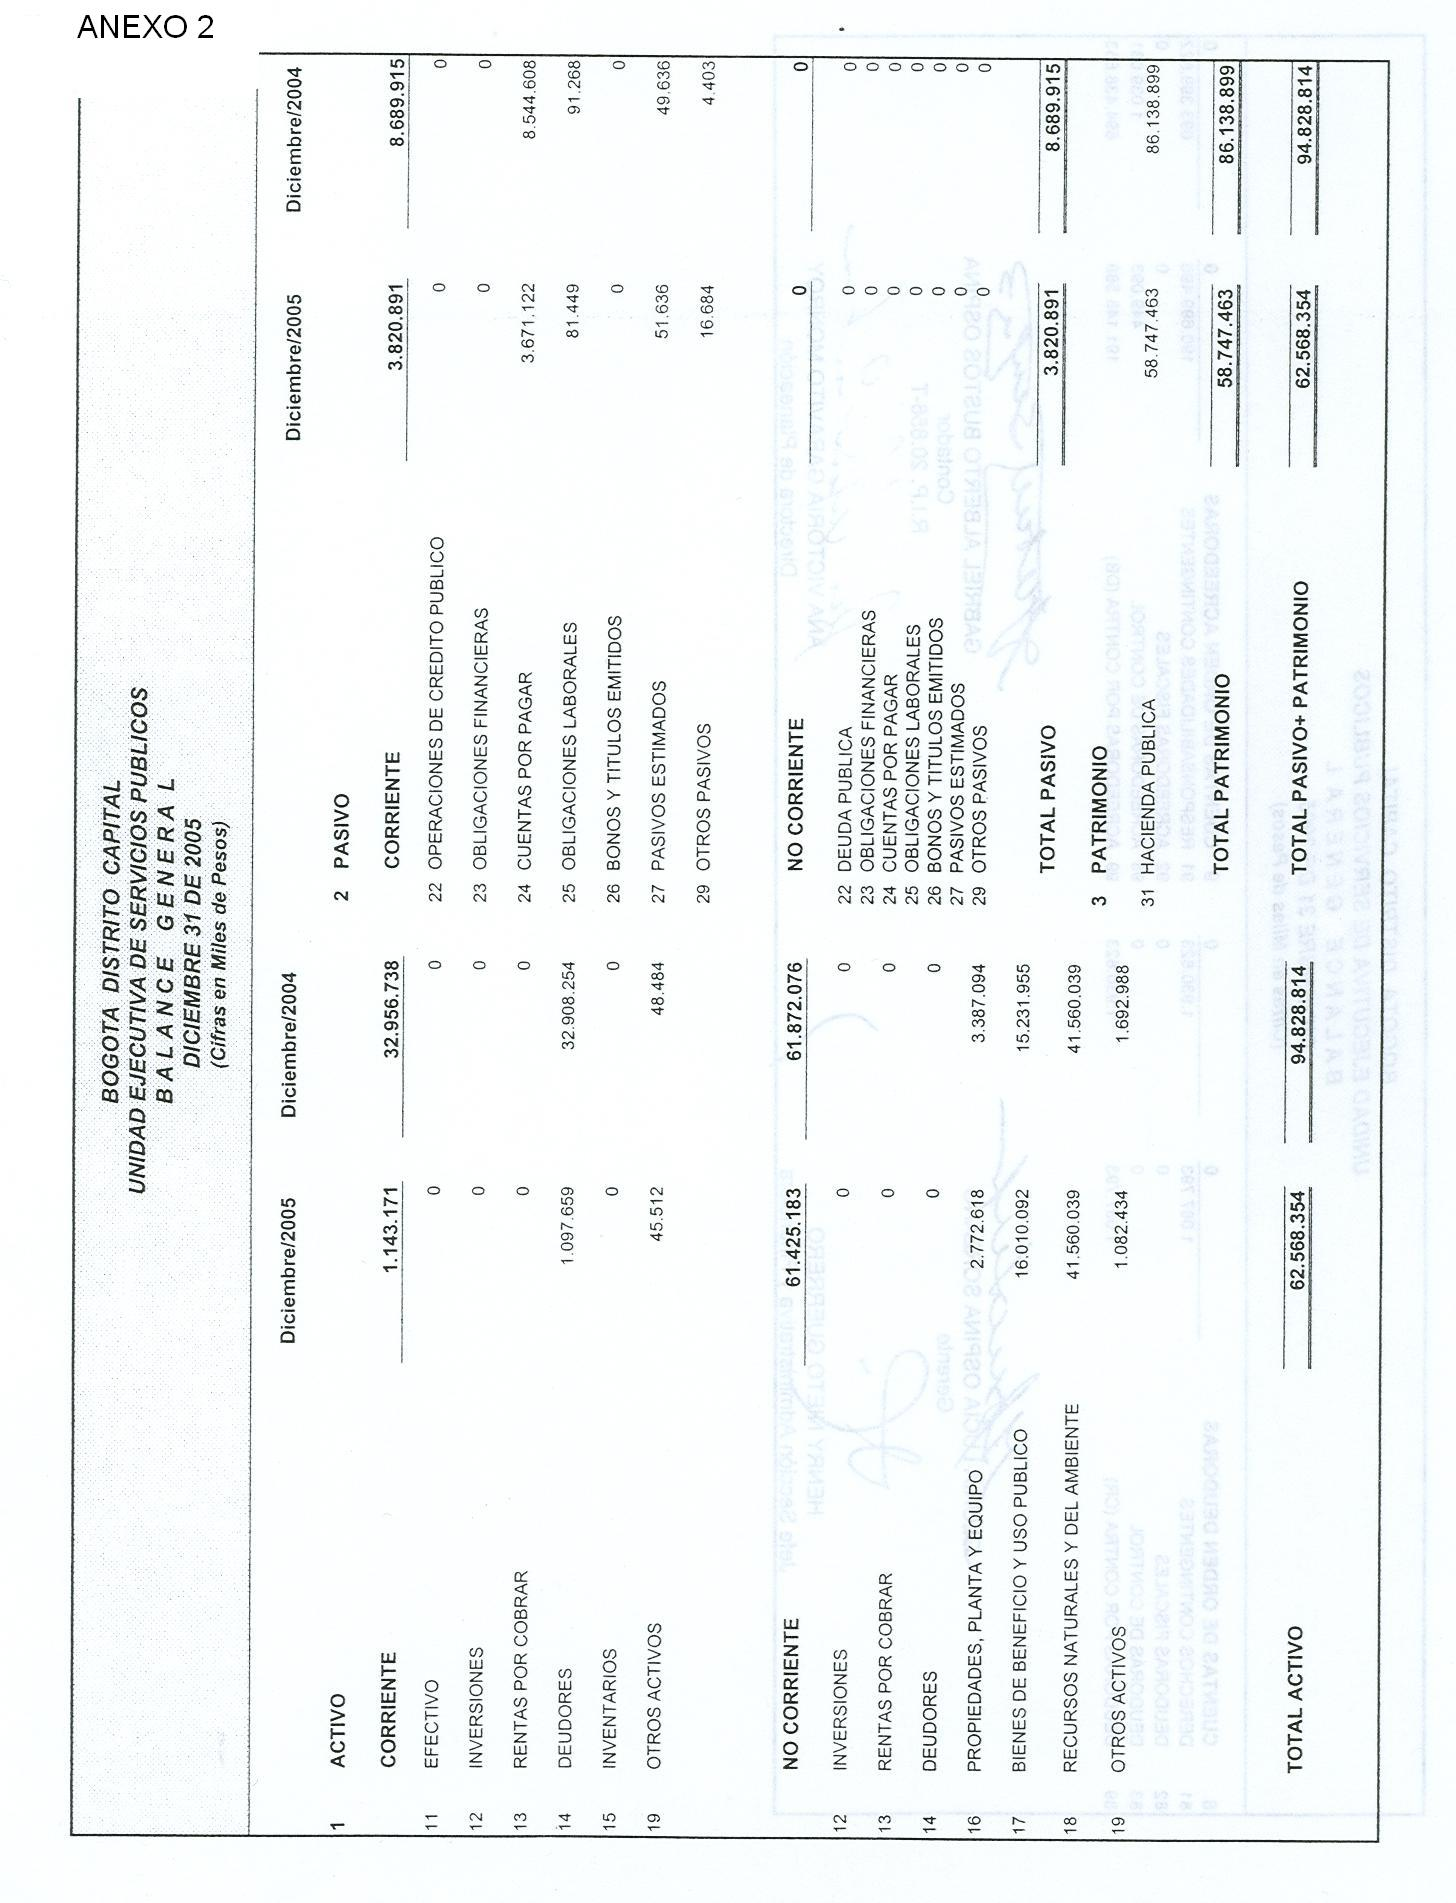 ANEXO 2
BOGOTA DISTRITO CAPITAL
UNIDAD EJECUTIVA DE SERVICIOS PUBLICOS
B A L A N C E G E N E R A L
DICIEMBRE 31 DE 2005
(Cifras en Miles de Pesos)
Diciembre/2005 Diciembre/2004 Diciembre/2005 Diciembre/2004
1 ACTIVO 2 PASIVO
CORRIENTE 1.143.171 32.956.738 CORRIENTE 3.820.891 8.689.915
11 EFECTIVO 0 0 22 OPERACIONES DE CREDITO PUBLICO 0 0
12 INVERSIONES 0 0 23 OBLIGACIONES FINANCIERAS 0 0
13 RENTAS POR COBRAR 0 0 24 CUENTAS POR PAGAR 3.671.122 8.544.608
14 DEUDORES 1.097.659 32.908.254 25 OBLIGACIONES LABORALES 81.449 91.268
15 INVENTARIOS 0 0 26 BONOS Y TITULOS EMITIDOS 0 0
19 OTROS ACTIVOS 45.512 48.484 27 PASIVOS ESTIMADOS 51.636 49.636
29 OTROS PASIVOS 16.684 4.403
NO CORRIENTE 61.425.183 61.872.076 NO CORRIENTE 0 0
12 INVERSIONES 0 0 22 DEUDA PUBLICA 0 0
23 OBLIGACIONES FINANCIERAS 0 0
13 RENTAS POR COBRAR 0 0 24 CUENTAS POR PAGAR 0 0
25 OBLIGACIONES LABORALES 0 0
14 DEUDORES 0 0 26 BONOS Y TITULOS EMITIDOS 0 0
27 PASIVOS ESTIMADOS 0 0
16 PROPIEDADES, PLANTA Y EQUIPO 2.772.618 3.387.094 29 OTROS PASIVOS 0 0
17 BIENES DE BENEFICIO Y USO PUBLICO 16.010.092 15.231.955
TOTAL PASIVO 3.820.891 8.689.915
18 RECURSOS NATURALES Y DEL AMBIENTE 41.560.039 41.560.039
3 PATRIMONIO
19 OTROS ACTIVOS 1.082.434 1.692.988
31 HACIENDA PUBLICA 58.747.463 86.138.899
TOTAL PATRIMONIO 58.747.463 86.138.899
TOTAL ACTIVO 62.568.354 94.828.814 TOTAL PASIVO+ PATRIMONIO 62.568.354 94.828.814